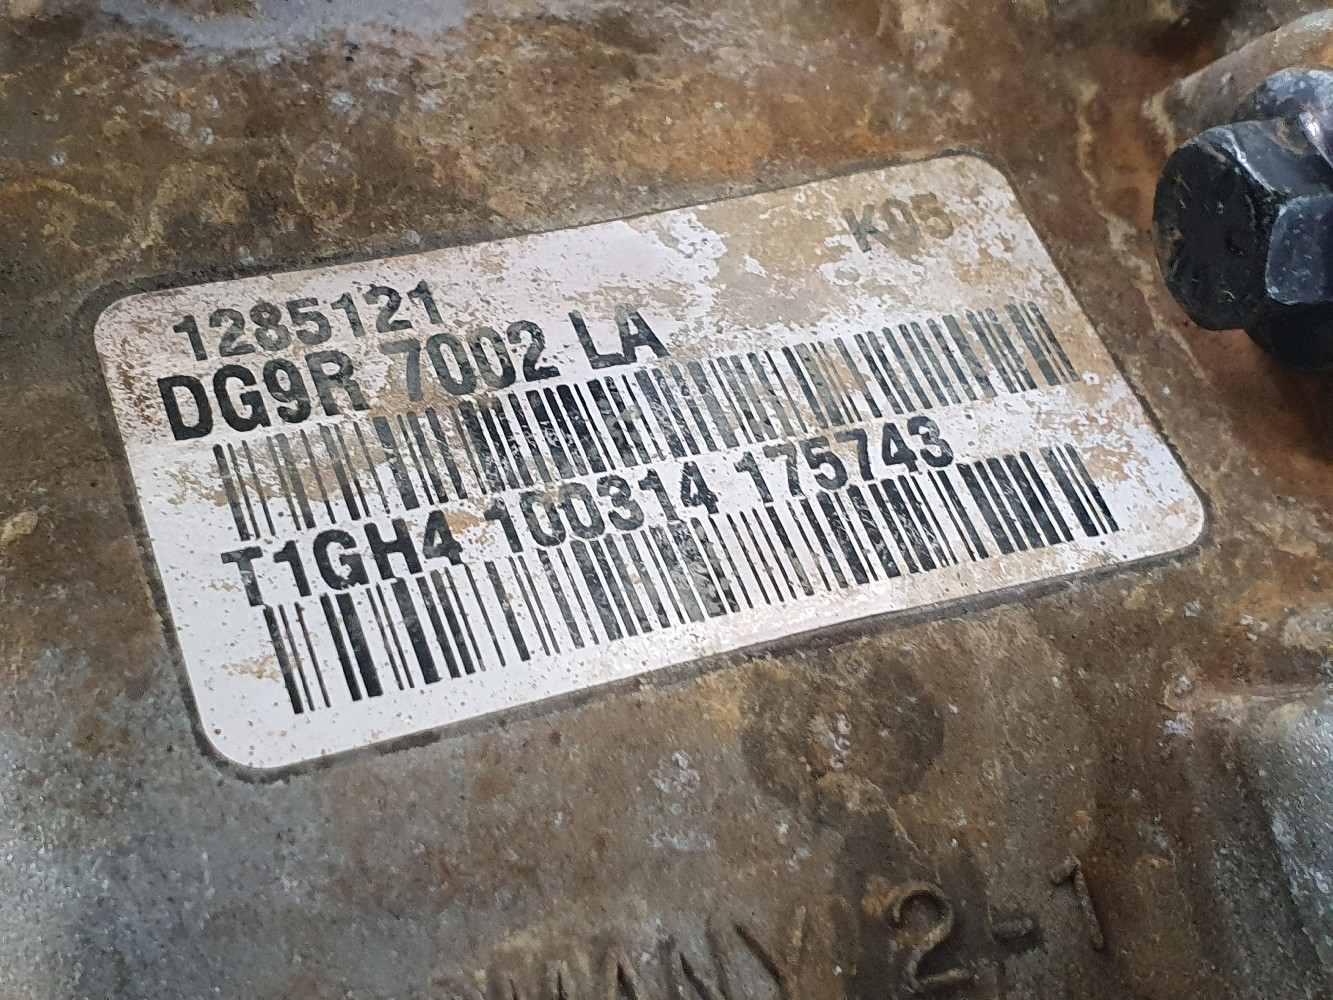 K05
1285121
DG9R 7002 LA
T1GH4 100314 175743
2-1